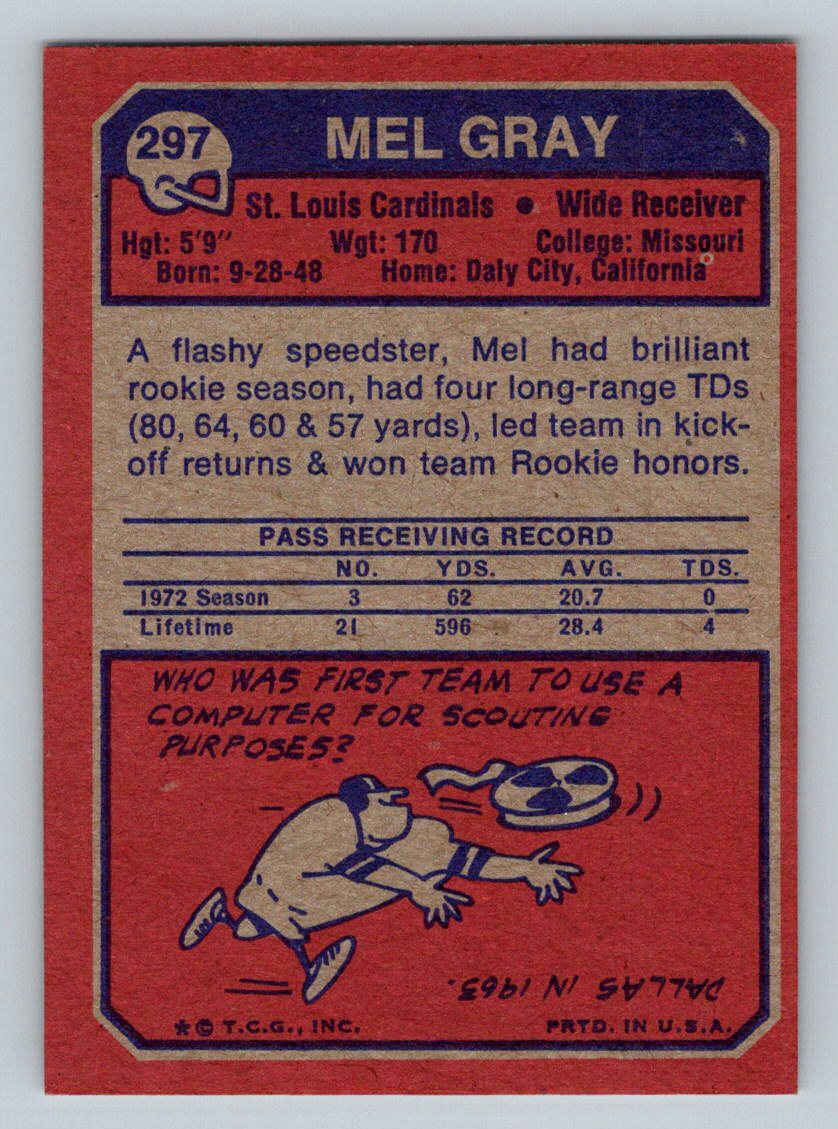 297
MEL GRAY
St. Louis Cardinals • Wide Receiver
Hgt: 5'9" Wgt: 170 College: Missouri
Born: 9-28-48 Home: Daly City, California
A flashy speedster, Mel had brilliant
rookie season, had four long-range TDs
(80, 64, 60 & 57 yards), led team in kick-
off returns & won team Rookie honors.
PASS RECEIVING RECORD
NO. YDS. AVG. TDS.
1972 Season 3 62 20.7 0
Lifetime 21 596 28.4 4
WHO WAS FIRST TEAM TO USE A
COMPUTER FOR SCOUTING
PURPOSES?
DALLAS IN 1963.
* © T.C.G., INC. PRTD. IN U.S.A.